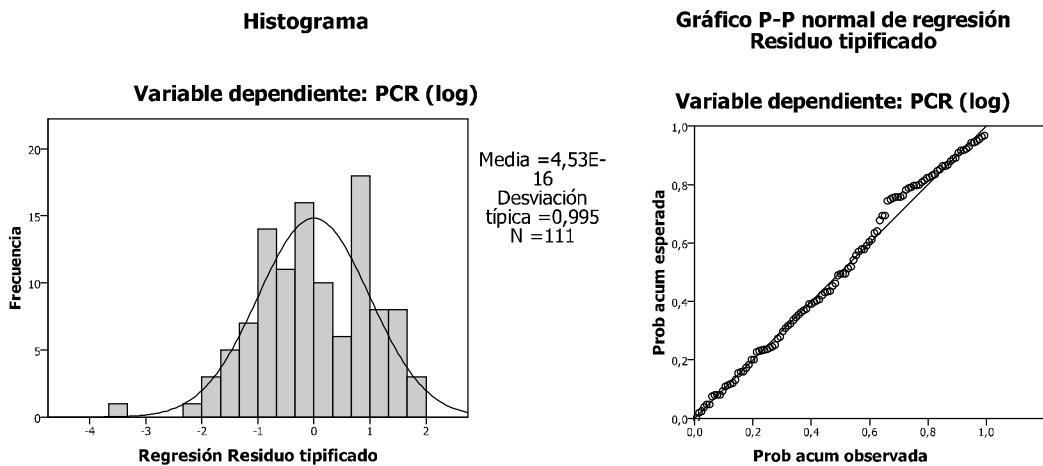 Histograma
Variable dependiente: PCR (log)
Frecuencia
20
15
10
5
0
-4
-3
-2
-1
0
1
2
Regresión Residuo tipificado
Media =4,53E-
16
Desviación
típica =0,995
N =111
Gráfico P-P normal de regresión
Residuo tipificado
Variable dependiente: PCR (log)
Prob acum esperada
1,0
0,8
0,6
0,4
0,2
0,0
0,0
0,2
0,4
0,6
0,8
1,0
Prob acum observada